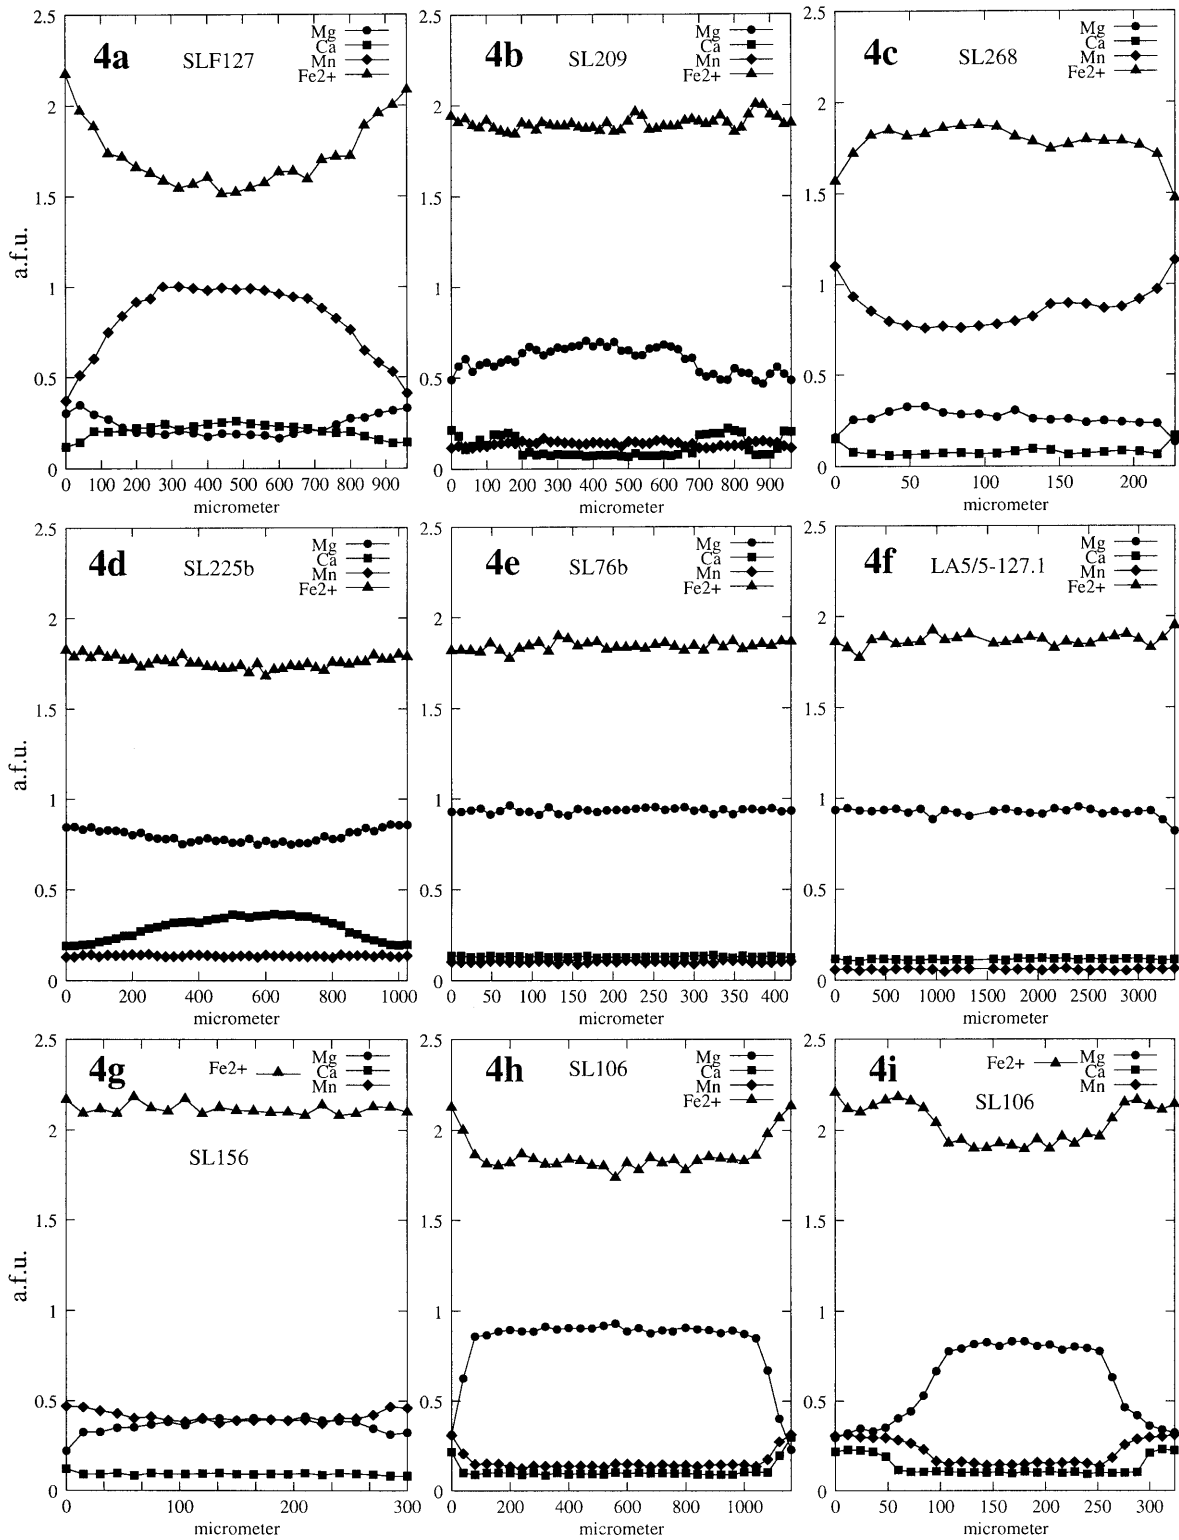 4a
SLF127
Mg
Ca
Mn
Fe2+
2.5
2
1.5
1
0.5
0
a.f.u.
0 100 200 300 400 500 600 700 800 900
micrometer
4b
SL209
Mg
Ca
Mn
Fe2+
2.5
2
1.5
1
0.5
0
0 100 200 300 400 500 600 700 800 900
micrometer
4c
SL268
Mg
Ca
Mn
Fe2+
2.5
2
1.5
1
0.5
0
0 50 100 150 200
micrometer
4d
SL225b
Mg
Ca
Mn
Fe2+
2.5
2
1.5
1
0.5
0
a.f.u.
0 200 400 600 800 1000
micrometer
4e
SL76b
Mg
Ca
Mn
Fe2+
2.5
2
1.5
1
0.5
0
0 50 100 150 200 250 300 350 400
micrometer
4f
LA5/5-127.1
Mg
Ca
Mn
Fe2+
2.5
2
1.5
1
0.5
0
0 500 1000 1500 2000 2500 3000
micrometer
4g
Fe2+
Mg
Ca
Mn
SL156
2.5
2
1.5
1
0.5
0
a.f.u.
0 100 200 300
micrometer
4h
SL106
Mg
Ca
Mn
Fe2+
2.5
2
1.5
1
0.5
0
0 200 400 600 800 1000
micrometer
4i
Fe2+
Mg
Ca
Mn
SL106
2.5
2
1.5
1
0.5
0
0 50 100 150 200 250 300
micrometer